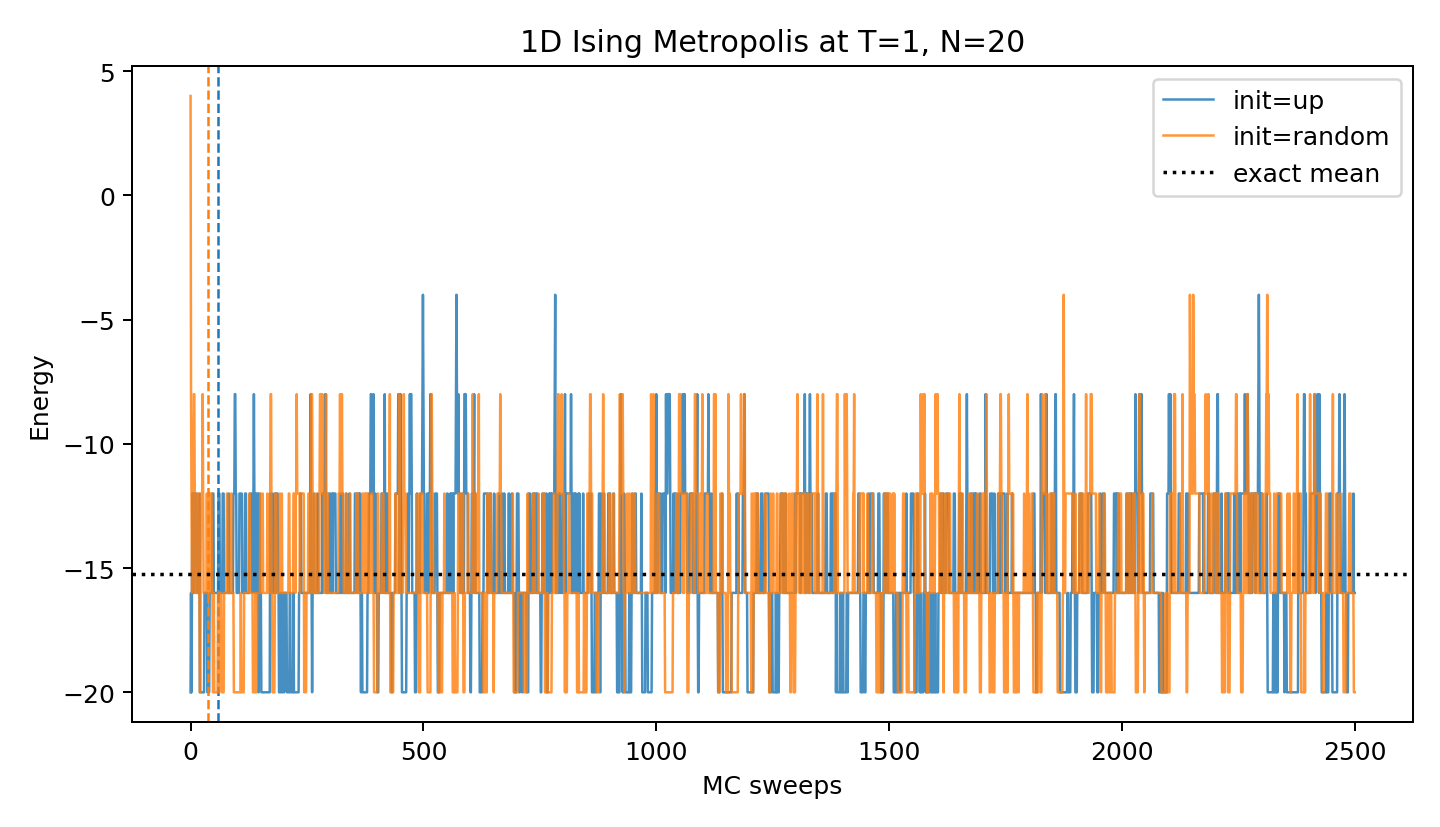 1D Ising Metropolis at T=1, N=20
5
0
−5
−10
−15
−20
Energy
init=up
init=random
exact mean
0
500
1000
1500
2000
2500
MC sweeps